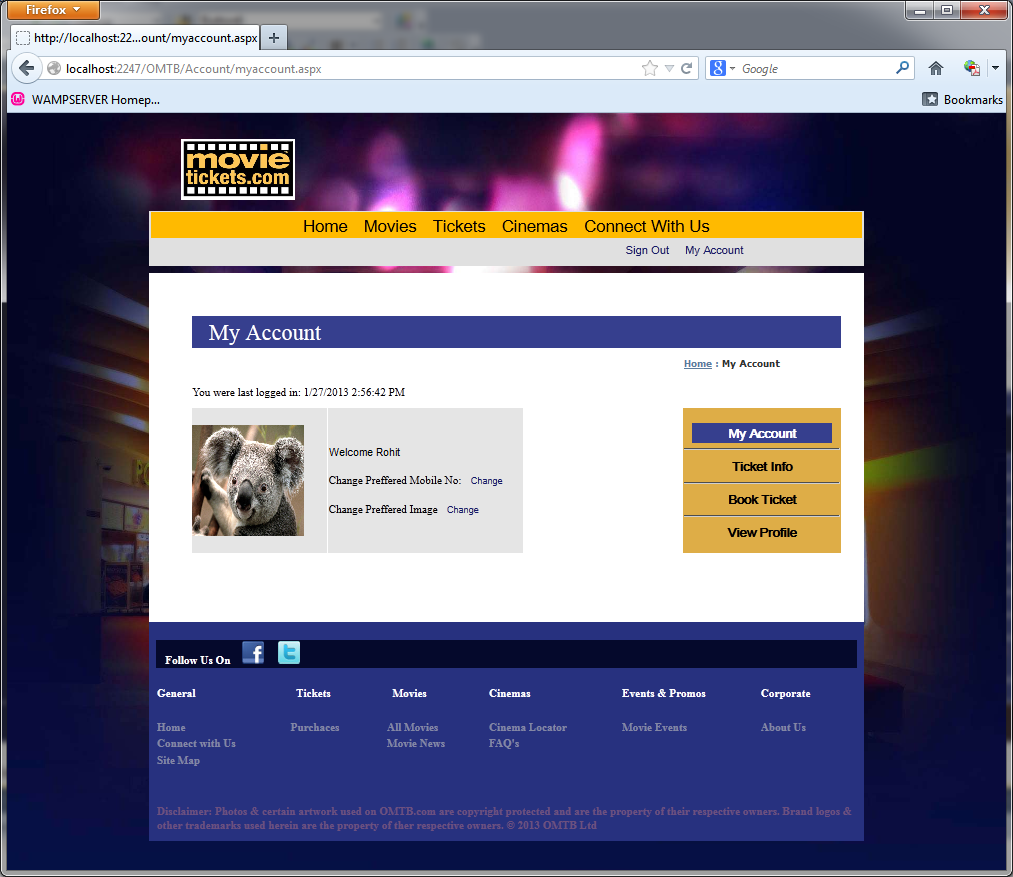 Firefox
http://localhost:22...ount/myaccount.aspx
localhost:2247/OMTB/Account/myaccount.aspx
Google
WAMPSERVER Homep...
Bookmarks
movie
tickets.com
Home Movies Tickets Cinemas Connect With Us
Sign Out My Account
My Account
Home : My Account
You were last logged in: 1/27/2013 2:56:42 PM
Welcome Rohit
Change Preffered Mobile No: Change
Change Preffered Image Change
My Account
Ticket Info
Book Ticket
View Profile
Follow Us On
General Tickets Movies Cinemas Events & Promos Corporate
Home Purchaces All Movies Cinema Locator Movie Events About Us
Connect with Us Movie News FAQ's
Site Map
Disclaimer: Photos & certain artwork used on OMTB.com are copyright protected and are the property of their respective owners. Brand logos &
other trademarks used herein are the property of ther respective owners. © 2013 OMTB Ltd